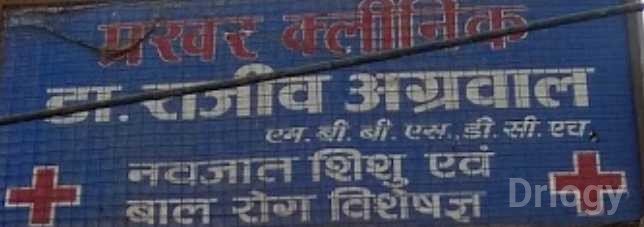 प्रखर क्लीनिक
डा. राजीव अग्रवाल
एम. बी. बी. एस., डी. सी. एच.
नवजात शिशु एवं
बाल रोग विशेषज्ञ
Drlogy